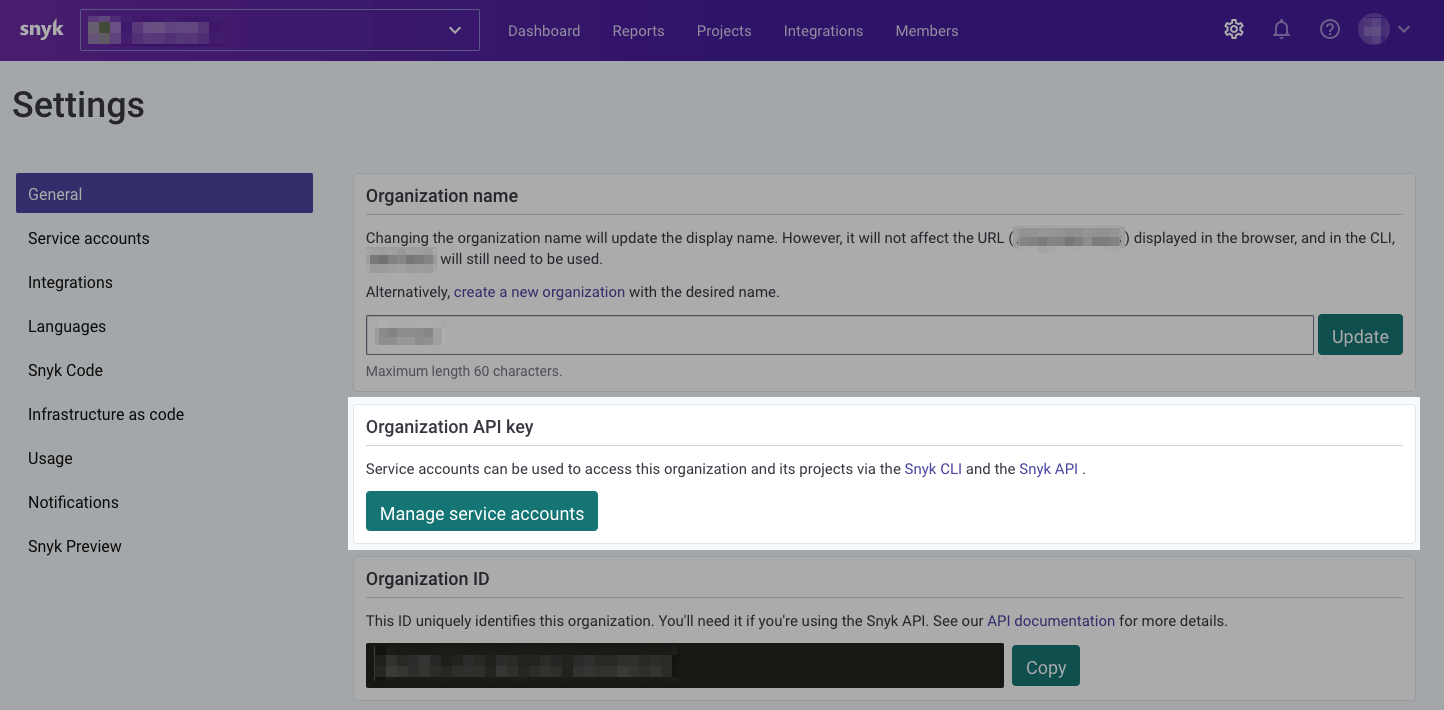 snyk
Dashboard
Reports
Projects
Integrations
Members
Settings
General
Service accounts
Integrations
Languages
Snyk Code
Infrastructure as code
Usage
Notifications
Snyk Preview
Organization name
Changing the organization name will update the display name. However, it will not affect the URL ( ) displayed in the browser, and in the CLI,
will still need to be used.
Alternatively, create a new organization with the desired name.
Update
Maximum length 60 characters.
Organization API key
Service accounts can be used to access this organization and its projects via the Snyk CLI and the Snyk API .
Manage service accounts
Organization ID
This ID uniquely identifies this organization. You'll need it if you're using the Snyk API. See our API documentation for more details.
Copy